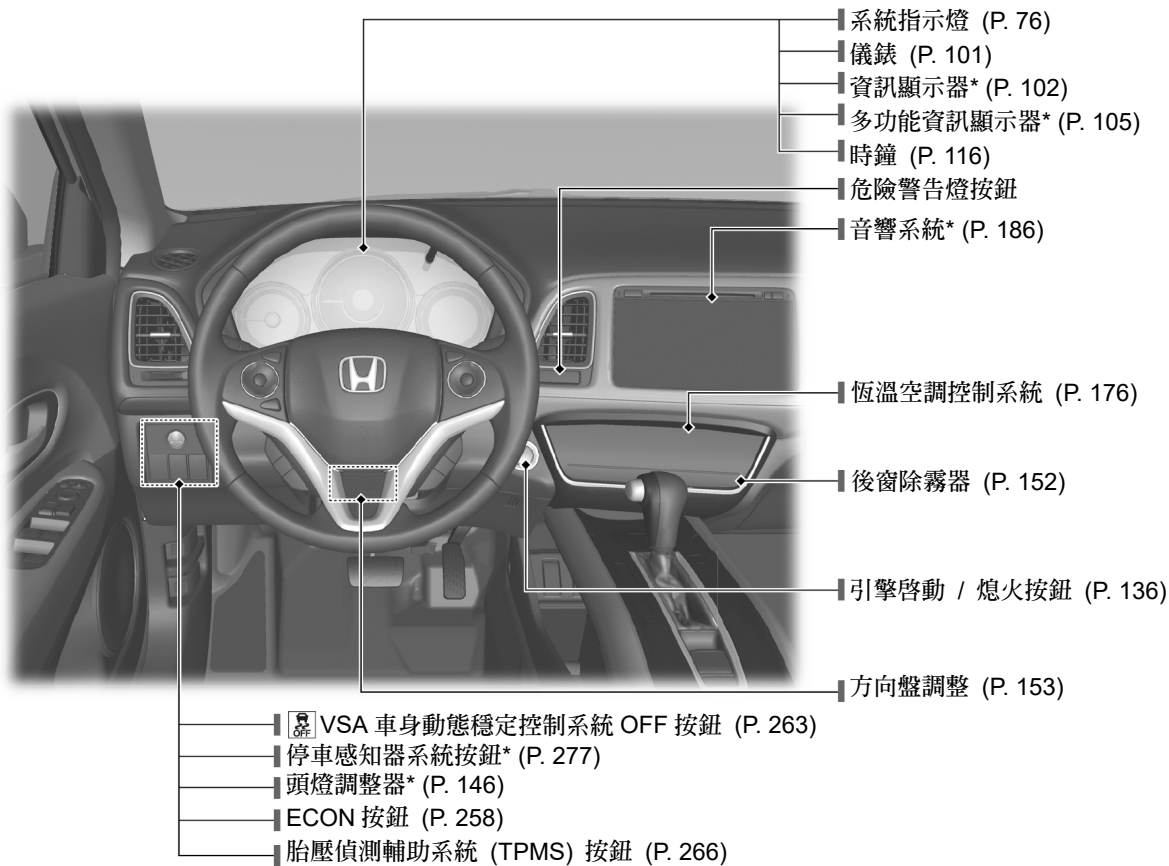 系統指示燈 (P. 76)
儀錶 (P. 101)
資訊顯示器* (P. 102)
多功能資訊顯示器* (P. 105)
時鐘 (P. 116)
危險警告燈按鈕
音響系統* (P. 186)
恆溫空調控制系統 (P. 176)
後窗除霧器 (P. 152)
引擎啓動 / 熄火按鈕 (P. 136)
方向盤調整 (P. 153)
OFF VSA 車身動態穩定控制系統 OFF 按鈕 (P. 263)
停車感知器系統按鈕* (P. 277)
頭燈調整器* (P. 146)
ECON 按鈕 (P. 258)
胎壓偵測輔助系統 (TPMS) 按鈕 (P. 266)